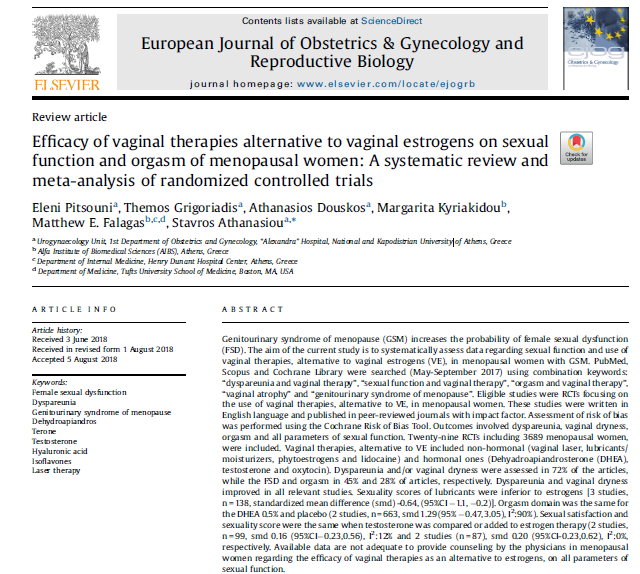 Contents lists available at ScienceDirect
European Journal of Obstetrics & Gynecology and
Reproductive Biology
journal homepage: www.elsevier.com/locate/ejogrb
ELSEVIER
ejog
Obstetrics & Gynecology
Review article
Efficacy of vaginal therapies alternative to vaginal estrogens on sexual
function and orgasm of menopausal women: A systematic review and
meta-analysis of randomized controlled trials
Check for
updates
Eleni Pitsouniᵃ, Themos Grigoriadisᵃ, Athanasios Douskosᵃ, Margarita Kyriakidouᵇ,
Matthew E. Falagasᵇ,ᶜ,ᵈ, Stavros Athanasiouᵃ,*
ᵃ Urogynaecology Unit, 1st Department of Obstetrics and Gynecology, "Alexandra" Hospital, National and Kapodistrian University of Athens, Greece
ᵇ Alfa Institute of Biomedical Sciences (AIBS), Athens, Greece
ᶜ Department of Internal Medicine, Henry Dunant Hospital Center, Athens, Greece
ᵈ Department of Medicine, Tufts University School of Medicine, Boston, MA, USA
ARTICLE INFO
Article history:
Received 3 June 2018
Received in revised form 1 August 2018
Accepted 5 August 2018
Keywords:
Female sexual dysfunction
Dyspareunia
Genitourinary syndrome of menopause
Dehydroapiandros
Terone
Testosterone
Hyaluronic acid
Isoflavones
Laser therapy
ABSTRACT
Genitourinary syndrome of menopause (GSM) increases the probability of female sexual dysfunction
(FSD). The aim of the current study is to systematically assess data regarding sexual function and use of
vaginal therapies, alternative to vaginal estrogens (VE), in menopausal women with GSM. PubMed,
Scopus and Cochrane Library were searched (May-September 2017) using combination keywords:
"dyspareunia and vaginal therapy", "sexual function and vaginal therapy", "orgasm and vaginal therapy",
"vaginal atrophy" and "genitourinary syndrome of menopause". Eligible studies were RCTs focusing on
the use of vaginal therapies, alternative to VE, in menopausal women. These studies were written in
English language and published in peer-reviewed journals with impact factor. Assessment of risk of bias
was performed using the Cochrane Risk of Bias Tool. Outcomes involved dyspareunia, vaginal dryness,
orgasm and all parameters of sexual function. Twenty-nine RCTs including 3689 menopausal women,
were included. Vaginal therapies, alternative to VE included non-hormonal (vaginal laser, lubricants/
moisturizers, phytoestrogens and lidocaine) and hormonal ones (Dehydroapiandrosterone (DHEA),
testosterone and oxytocin). Dyspareunia and/or vaginal dryness were assessed in 72% of the articles,
while the FSD and orgasm in 45% and 28% of articles, respectively. Dyspareunia and vaginal dryness
improved in all relevant studies. Sexuality scores of lubricants were inferior to estrogens [3 studies,
n = 138, standardized mean difference (smd) -0.64, (95%CI − 1.1, −0.2)]. Orgasm domain was the same for
the DHEA 0.5% and placebo (2 studies, n = 663, smd 1.29 (95% −0.47,3.05), I²:90%). Sexual satisfaction and
sexuality score were the same when testosterone was compared or added to estrogen therapy (2 studies,
n = 99, smd 0.16 (95%CI−0.23,0.56), I²:12% and 2 studies (n = 87), smd 0.20 (95%CI-0.23,0.62), I²:0%,
respectively. Available data are not adequate to provide counseling by the physicians in menopausal
women regarding the efficacy of vaginal therapies as an alternative to estrogens, on all parameters of
sexual function.